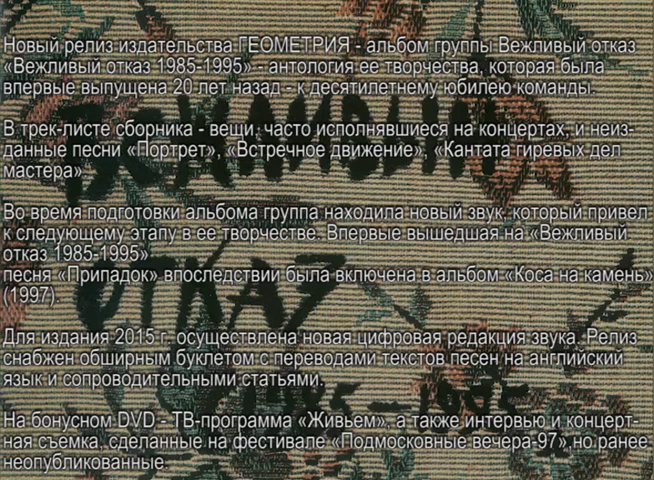 Новый релиз издательства ГЕОМЕТРИЯ - альбом группы Вежливый отказ
«Вежливый отказ 1985-1995» - антология ее творчества, которая была
впервые выпущена 20 лет назад - к десятилетнему юбилею команды.
В трек-листе сборника - вещи, часто исполнявшиеся на концертах, и неиз-
данные песни «Портрет», «Встречное движение», «Кантата гиревых дел
мастера»
ВЕЖЛИВЫЙ
Во время подготовки альбома группа находила новый звук, который привел
к следующему этапу в ее творчестве. Впервые вышедшая на «Вежливый
отказ 1985-1995»
песня «Припадок» впоследствии была включена в альбом «Коса на камень»
(1997).
ОТКАЗ
Для издания 2015 г. осуществлена новая цифровая редакция звука. Релиз
снабжен обширным буклетом с переводами текстов песен на английский
язык и сопроводительными статьями.
1985-1995
На бонусном DVD - ТВ-программа «Живьем», а также интервью и концерт-
ная съемка, сделанные на фестивале «Подмосковные вечера-97», но ранее
неопубликованные.